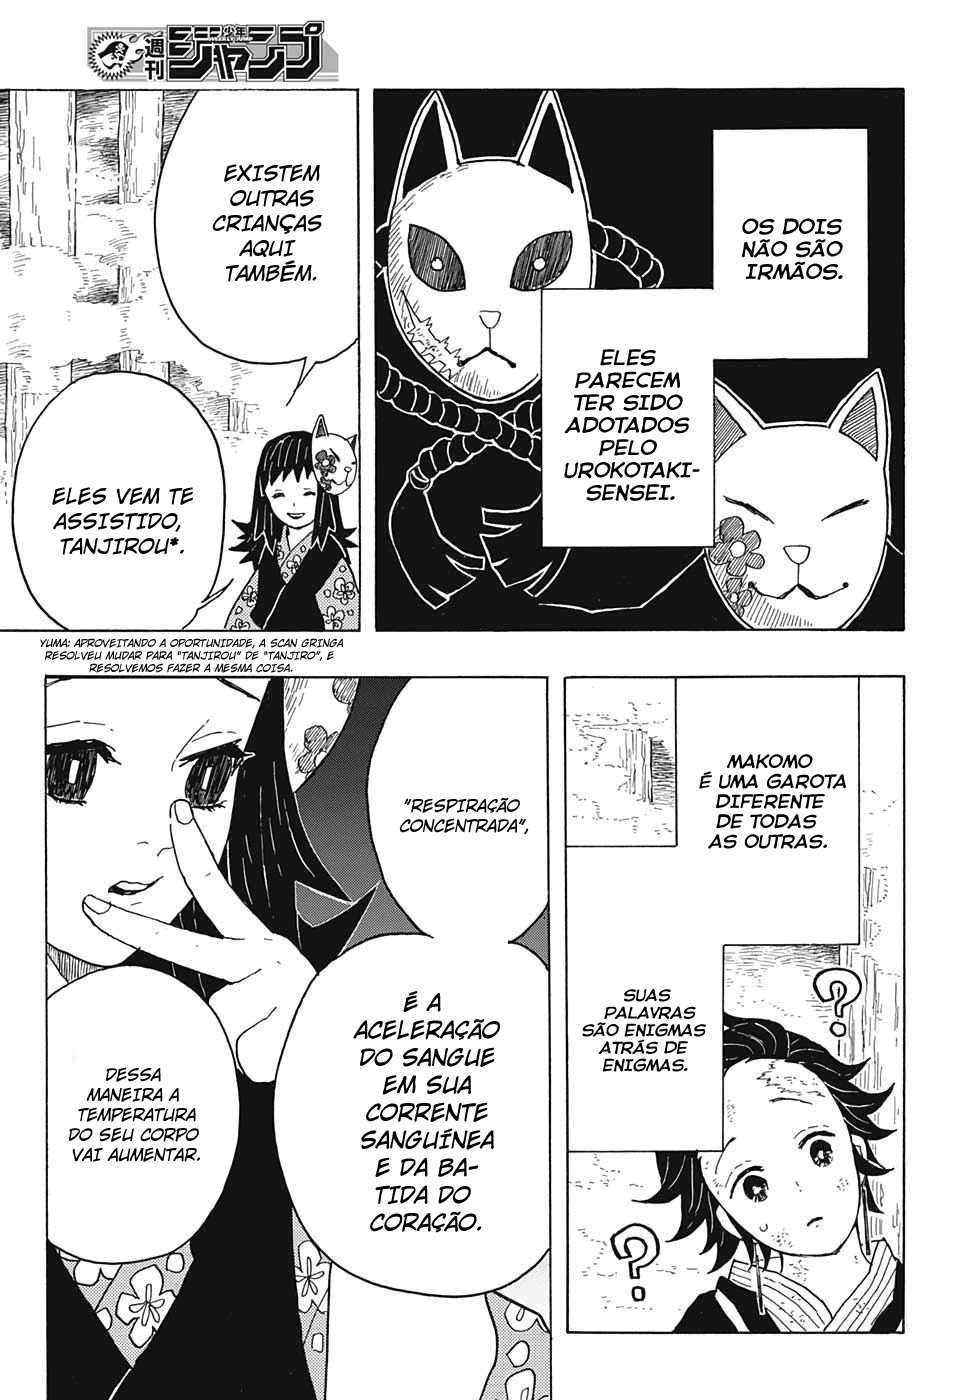 週刊
少年
WEEKLY JUMP
ジャンプ
OS DOIS
NÃO SÃO
IRMÃOS.
ELES
PARECEM
TER SIDO
ADOTADOS
PELO
UROKOTAKI-
SENSEI.
EXISTEM
OUTRAS
CRIANÇAS
AQUI
TAMBÉM.
ELES VEM TE
ASSISTIDO,
TANJIROU*.
YUMA: APROVEITANDO A OPORTUNIDADE, A SCAN GRINGA
RESOLVEU MUDAR PARA "TANJIROU" DE "TANJIRO", E
RESOLVEMOS FAZER A MESMA COISA.
MAKOMO
É UMA GAROTA
DIFERENTE
DE TODAS
AS OUTRAS.
SUAS
PALAVRAS
SÃO ENIGMAS
ATRÁS DE
ENIGMAS.
?
?
"RESPIRAÇÃO
CONCENTRADA",
É A
ACELERAÇÃO
DO SANGUE
EM SUA
CORRENTE
SANGUÍNEA
E DA BA-
TIDA DO
CORAÇÃO.
DESSA
MANEIRA A
TEMPERATURA
DO SEU CORPO
VAI AUMENTAR.